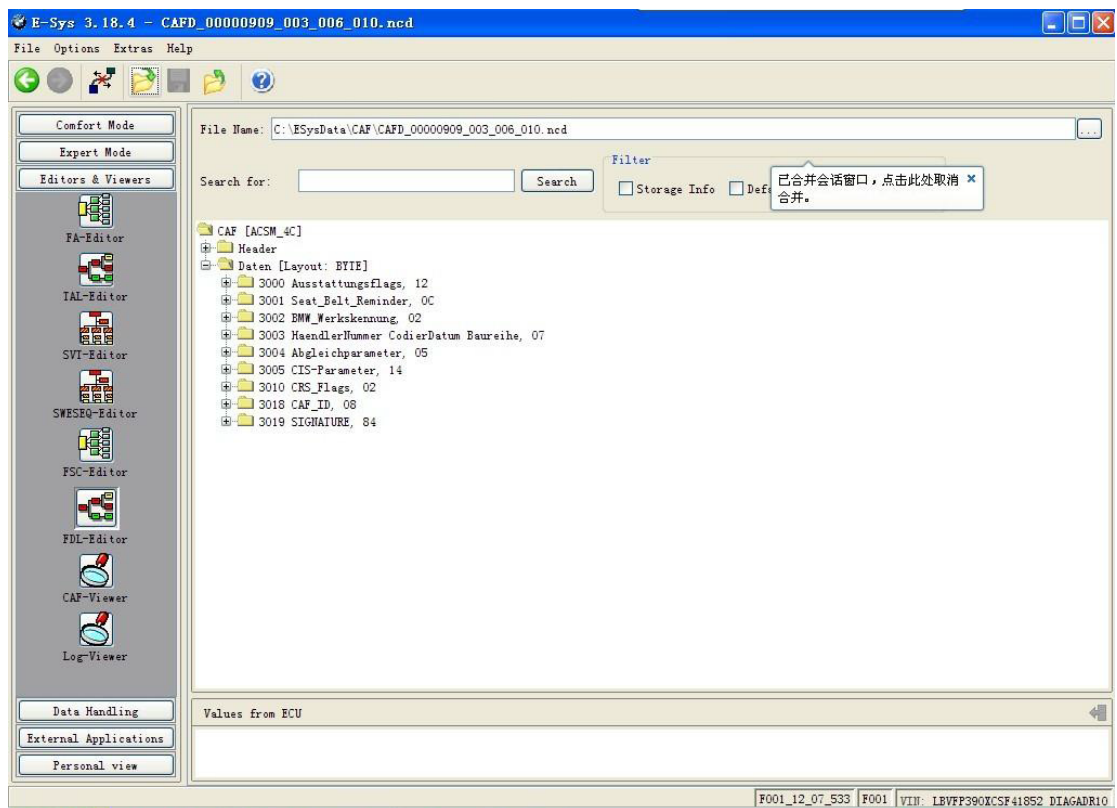 E-Sys 3.18.4 - CAFD_00000909_003_006_010.ncd
File Options Extras Help
Comfort Mode
Expert Mode
Editors & Viewers
FA-Editor
TAL-Editor
SVT-Editor
SWESEQ-Editor
FSC-Editor
FDL-Editor
CAF-Viewer
Log-Viewer
Data Handling
External Applications
Personal view
File Name: C:\ESysData\CAF\CAFD_00000909_003_006_010.ncd
...
Search for:
Search
Filter
Storage Info
Defa
已合并会话窗口，点击此处取消
合并。
CAF [ACSM_4C]
Header
Daten [Layout: BYTE]
3000 Ausstattungsflags, 12
3001 Seat_Belt_Reminder, 0C
3002 BMW_Werkskennung, 02
3003 HaendlerNummer CodierDatum Baureihe, 07
3004 Abgleichparameter, 05
3005 CIS-Parameter, 14
3010 CRS_Flags, 02
3018 CAF_ID, 08
3019 SIGNATURE, 84
Values from ECU
F001_12_07_533 F001 VIN: LBVFP390XCSF41852_DIAGADR10